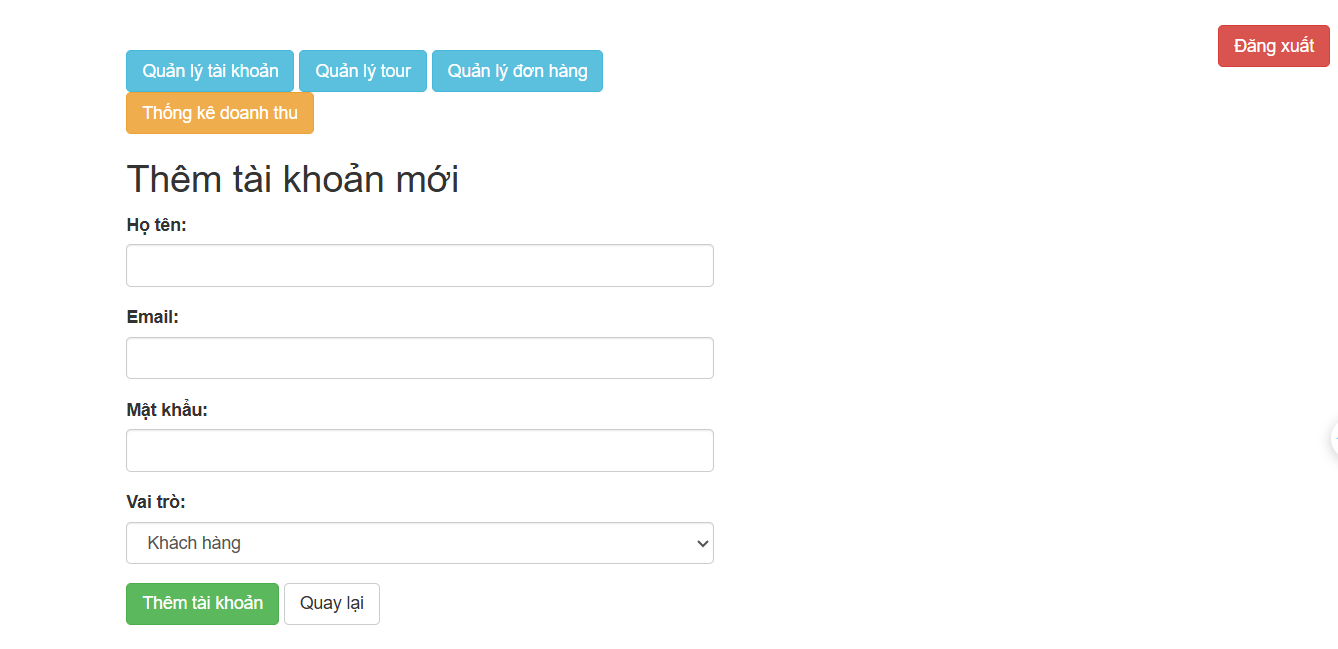 Đăng xuất
Quản lý tài khoản Quản lý tour Quản lý đơn hàng
Thống kê doanh thu
Thêm tài khoản mới
Họ tên:
Email:
Mật khẩu:
Vai trò:
Khách hàng
Thêm tài khoản Quay lại